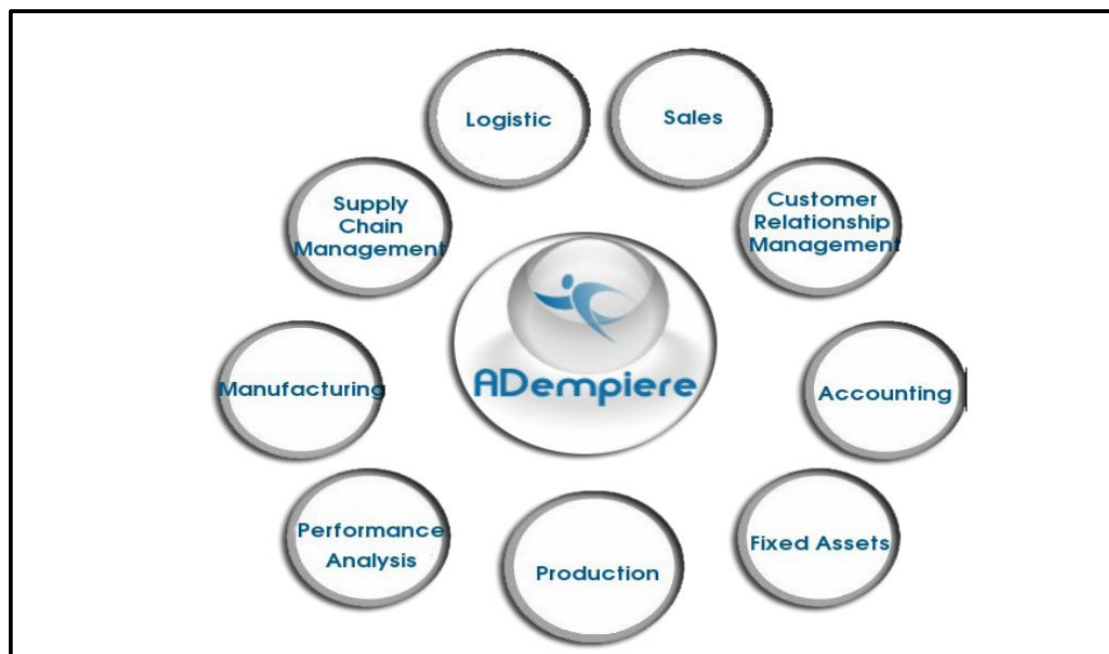 Logistic
Sales
Supply
Chain
Management
Customer
Relationship
Management
ADempiere
Manufacturing
Accounting
Performance
Analysis
Production
Fixed Assets